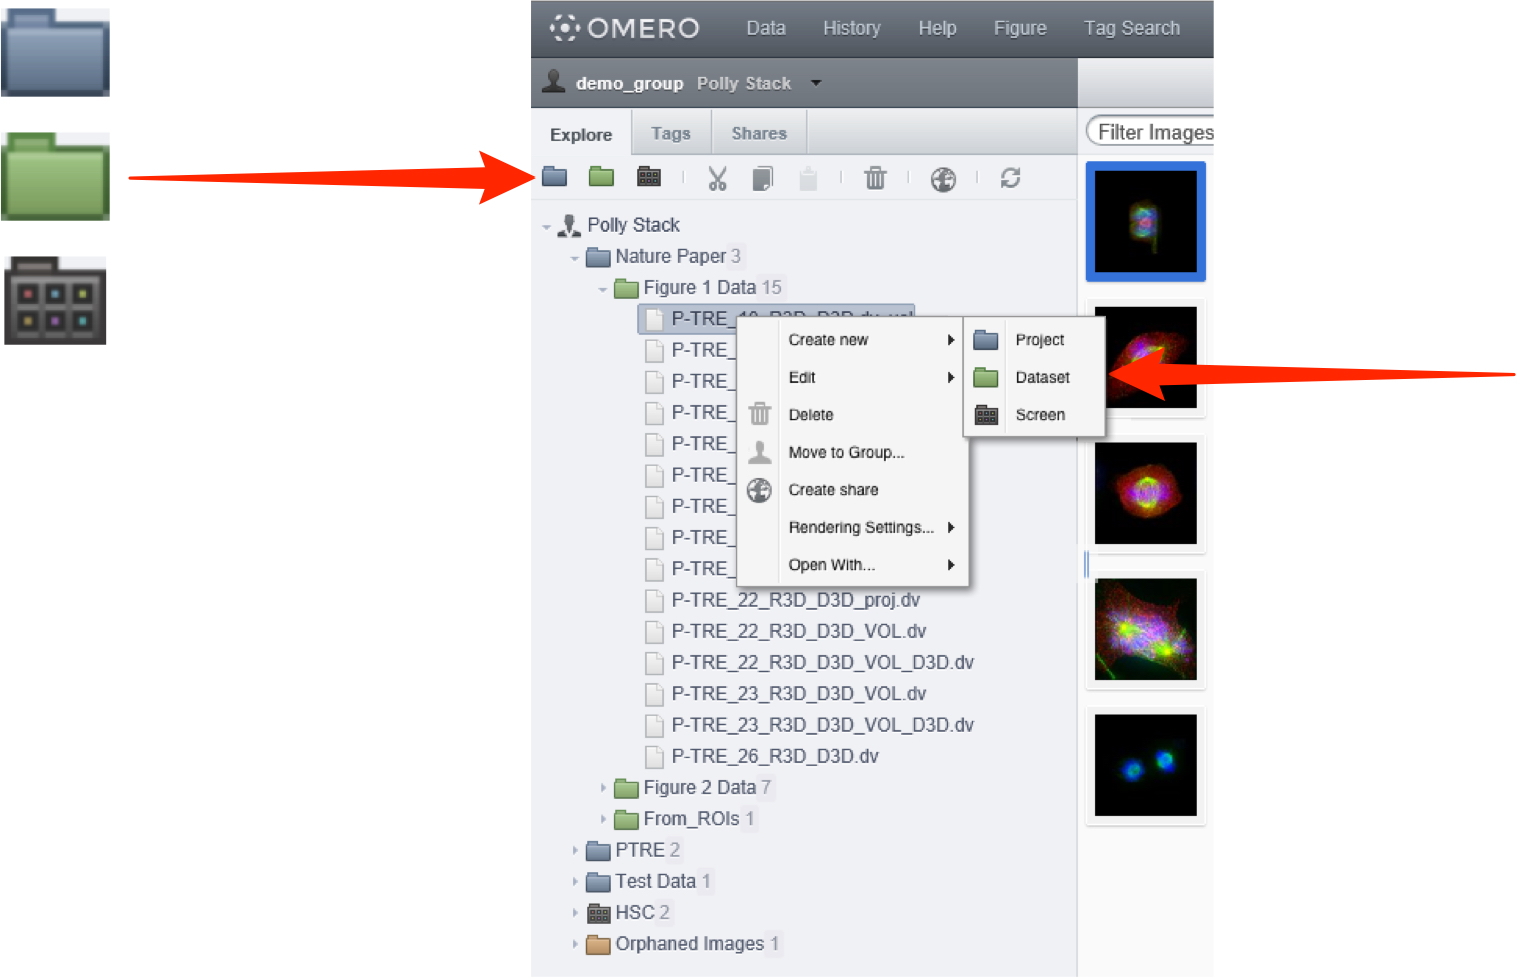 OMERO Data History Help Figure Tag Search
demo_group Polly Stack
Explore Tags Shares
Filter Images
Polly Stack
Nature Paper 3
Figure 1 Data 15
P-TRE_
P-TRE_
P-TRE_
P-TRE_
P-TRE_
P-TRE_
P-TRE_
P-TRE_
P-TRE_
P-TRE_22_R3D_D3D_proj.dv
P-TRE_22_R3D_D3D_VOL.dv
P-TRE_22_R3D_D3D_VOL_D3D.dv
P-TRE_23_R3D_D3D_VOL.dv
P-TRE_23_R3D_D3D_VOL_D3D.dv
P-TRE_26_R3D_D3D.dv
Figure 2 Data 7
From_ROIs 1
PTRE 2
Test Data 1
HSC 2
Orphaned Images 1
Create new
Edit
Delete
Move to Group...
Create share
Rendering Settings...
Open With...
Project
Dataset
Screen